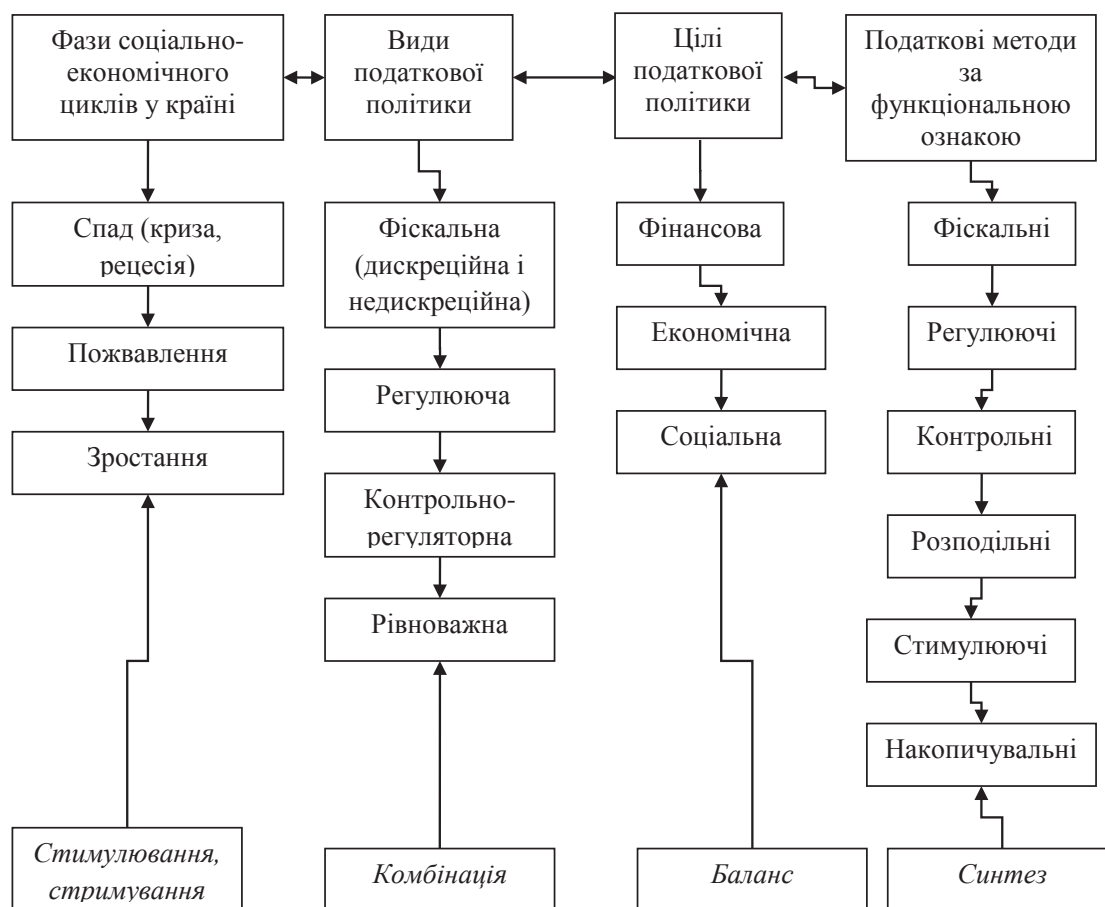 Фази соціально-
економічного
циклів у країні
Види
податкової
політики
Цілі
податкової
політики
Податкові методи
за
функціональною
ознакою
Спад (криза,
рецесія)
Пожвавлення
Зростання
Фіскальна
(дискреційна і
недискреційна)
Регулююча
Контрольно-
регуляторна
Рівноважна
Фінансова
Економічна
Соціальна
Фіскальні
Регулюючі
Контрольні
Розподільні
Стимулюючі
Накопичувальні
Стимулювання,
стримування
Комбінація
Баланс
Синтез